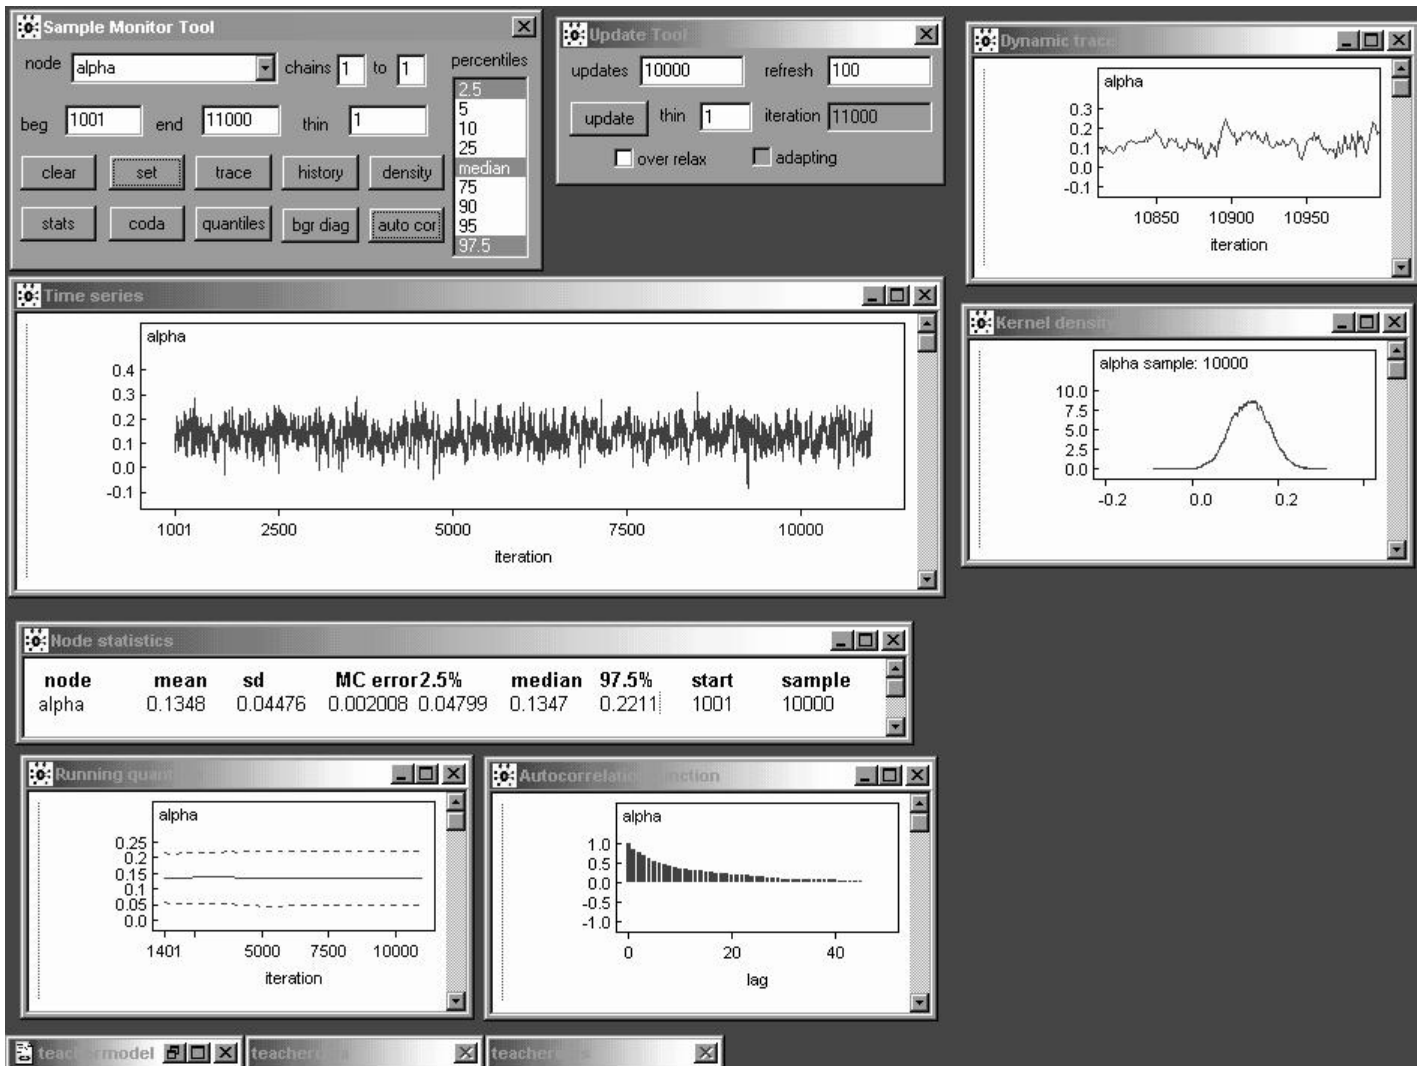 Sample Monitor Tool
node alpha chains 1 to 1 percentiles
2.5
5
10
25
median
75
90
95
97.5
beg 1001 end 11000 thin 1
clear set trace history density
stats coda quantiles bgr diag auto cor
Update Tool
updates 10000 refresh 100
update thin 1 iteration 11000
over relax adapting
Dynamic trace
alpha
0.3
0.2
0.1
0.0
-0.1
10850 10900 10950
iteration
Time series
alpha
0.4
0.3
0.2
0.1
0.0
-0.1
1001 2500 5000 7500 10000
iteration
Kernel density
alpha sample: 10000
10.0
7.5
5.0
2.5
0.0
-0.2 0.0 0.2
Node statistics
node mean sd MC error 2.5% median 97.5% start sample
alpha 0.1348 0.04476 0.002008 0.04799 0.1347 0.2211 1001 10000
Running
alpha
0.25
0.2
0.15
0.1
0.05
0.0
1401 5000 7500 10000
iteration
Autocorrelation function
alpha
1.0
0.5
0.0
-0.5
-1.0
0 20 40
lag
teachermodel